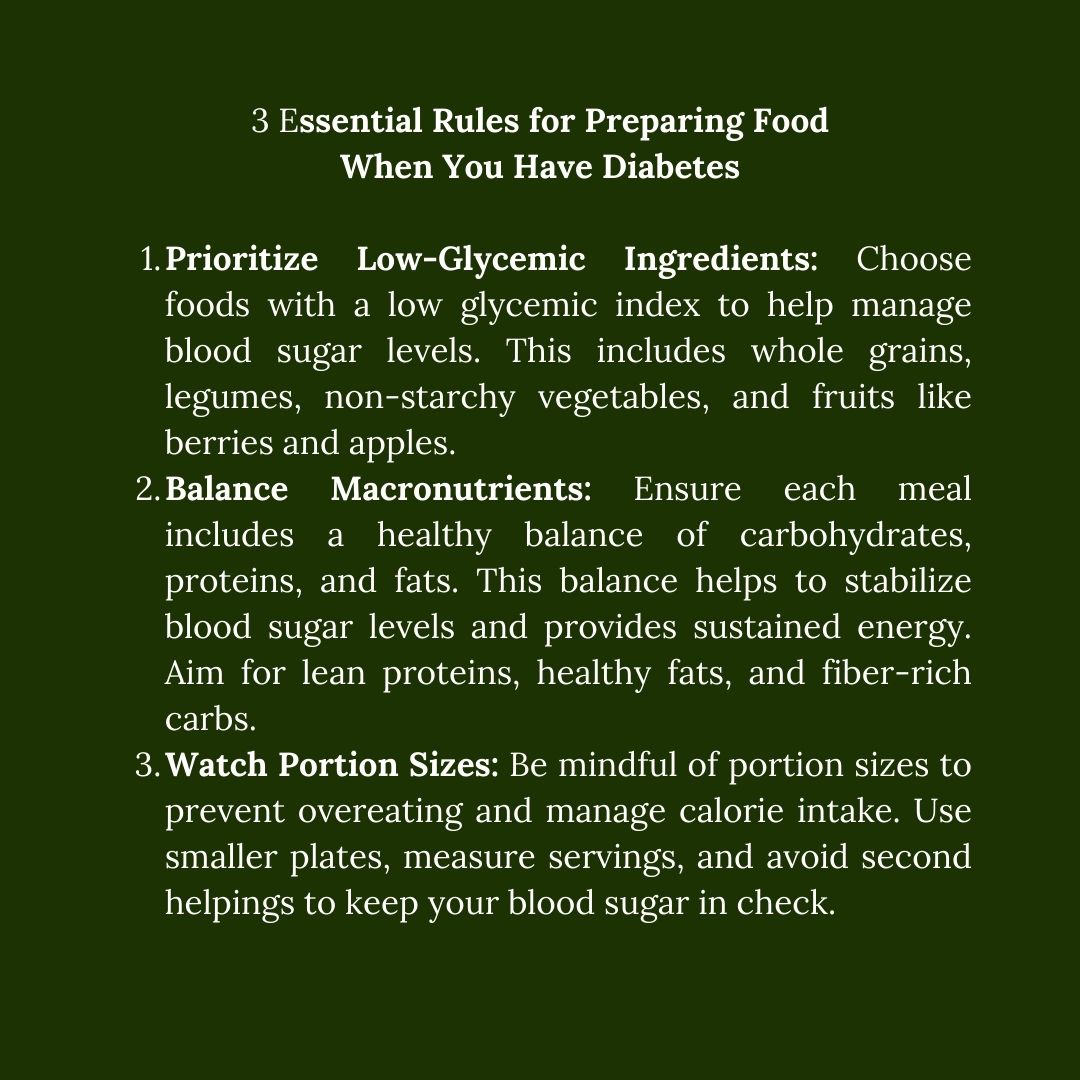 3 Essential Rules for Preparing Food
When You Have Diabetes
1. Prioritize Low-Glycemic Ingredients: Choose
foods with a low glycemic index to help manage
blood sugar levels. This includes whole grains,
legumes, non-starchy vegetables, and fruits like
berries and apples.
2. Balance Macronutrients: Ensure each meal
includes a healthy balance of carbohydrates,
proteins, and fats. This balance helps to stabilize
blood sugar levels and provides sustained energy.
Aim for lean proteins, healthy fats, and fiber-rich
carbs.
3. Watch Portion Sizes: Be mindful of portion sizes to
prevent overeating and manage calorie intake. Use
smaller plates, measure servings, and avoid second
helpings to keep your blood sugar in check.